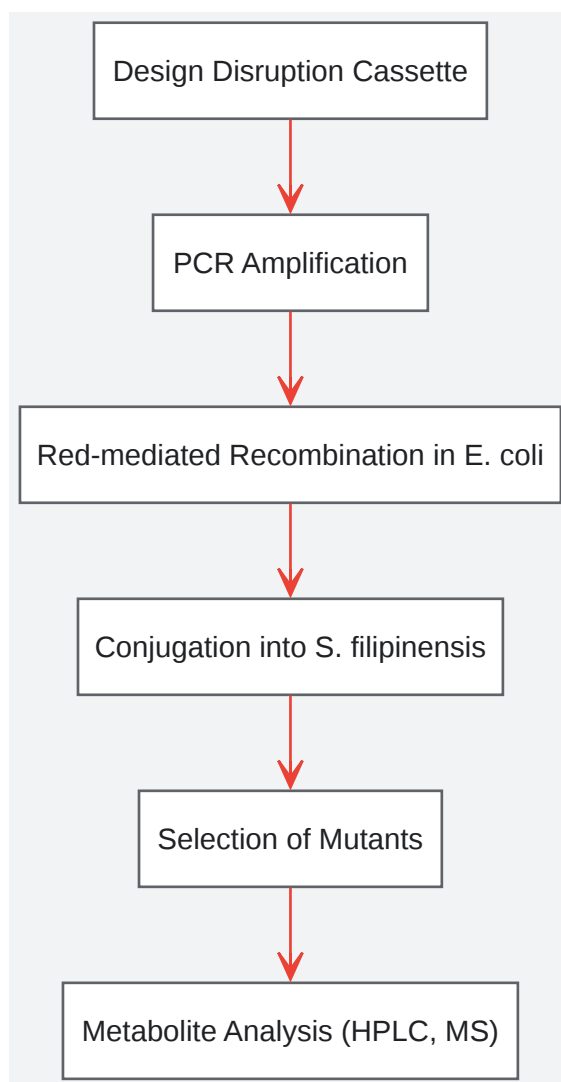 Design Disruption Cassette
PCR Amplification
Red-mediated Recombination in E. coli
Conjugation into S. filipinensis
Selection of Mutants
Metabolite Analysis (HPLC, MS)